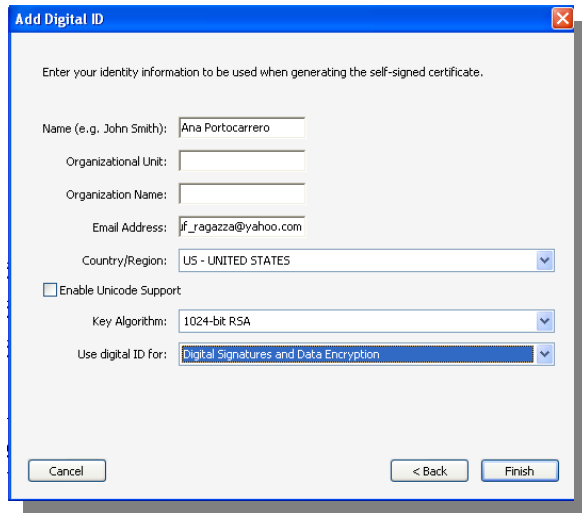 Add Digital ID
Enter your identity information to be used when generating the self-signed certificate.
Name (e.g. John Smith): Ana Portocarrero
Organizational Unit:
Organization Name:
Email Address: uf_ragazza@yahoo.com
Country/Region: US - UNITED STATES
Enable Unicode Support
Key Algorithm: 1024-bit RSA
Use digital ID for: Digital Signatures and Data Encryption
Cancel < Back Finish